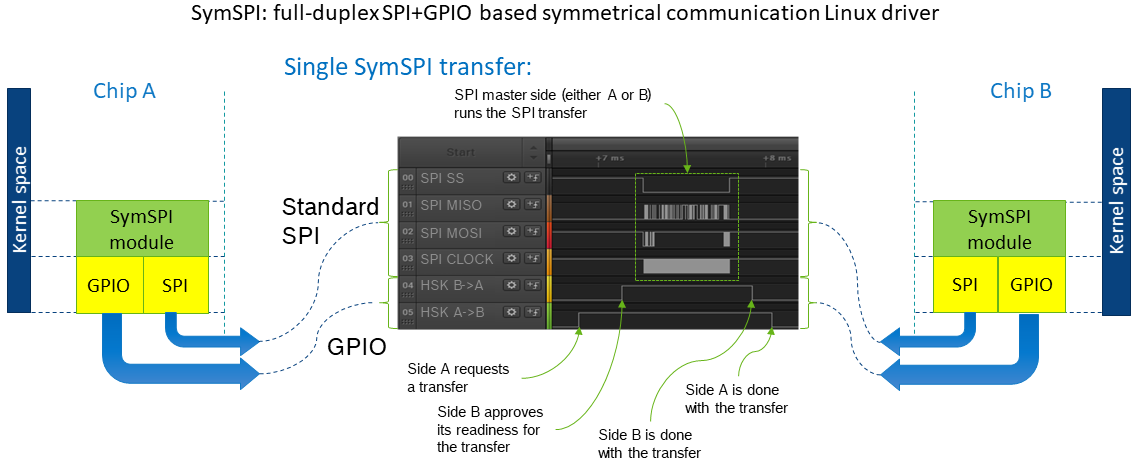 SymSPI: full-duplex SPI+GPIO based symmetrical communication Linux driver
Single SymSPI transfer:
Chip A
Chip B
SPI master side (either A or B)
runs the SPI transfer
Kernel space
SymSPI
module
GPIO
SPI
Standard
SPI
GPIO
Start
+7 ms
+8 ms
00 SPI SS
01 SPI MISO
02 SPI MOSI
03 SPI CLOCK
04 HSK B->A
05 HSK A->B
SymSPI
module
SPI
GPIO
Kernel space
Side A requests
a transfer
Side B approves
its readiness for
the transfer
Side B is done
with the transfer
Side A is done
with the transfer